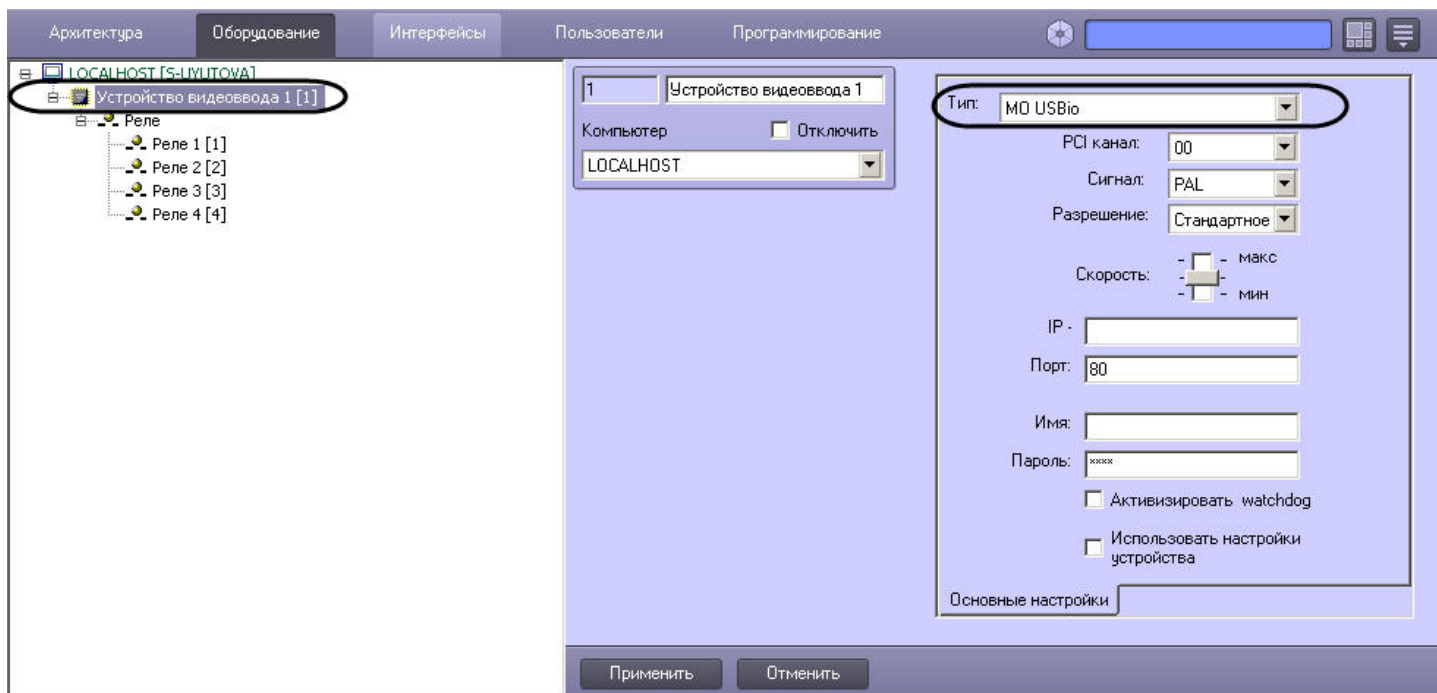 Архитектура Оборудование Интерфейсы Пользователи Программирование
LOCALHOST [S-LIYUTOVA]
Устройство видеоввода 1 [1]
Реле
Реле 1 [1]
Реле 2 [2]
Реле 3 [3]
Реле 4 [4]
1 Устройство видеоввода 1
Компьютер Отключить
LOCALHOST
Тип: МО USBio
PCI канал: 00
Сигнал: PAL
Разрешение: Стандартное
макс
Скорость:
мин
IP -
Порт: 80
Имя:
Пароль: ****
Активизировать watchdog
Использовать настройки
устройства
Основные настройки
Применить Отменить